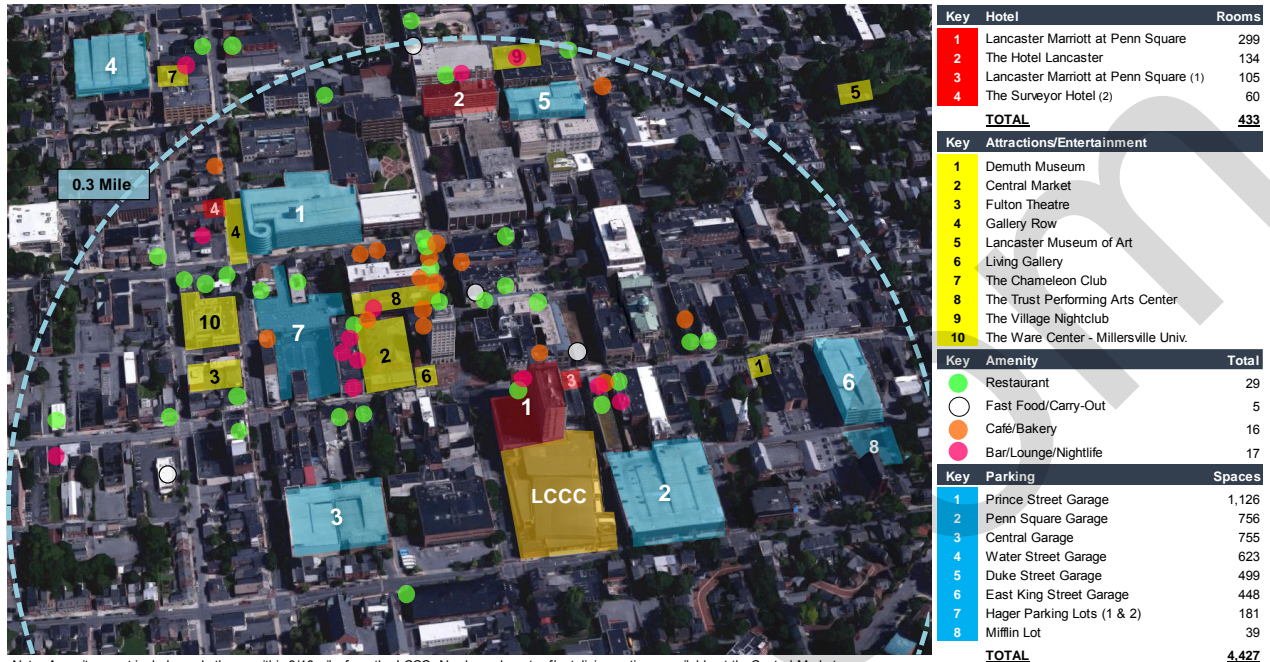 4
7
9
5
2
5
0.3 Mile
4
1
4
10
7
8
2
3
6
1
6
1
3
8
LCCC
2
3
Key Hotel Rooms
1 Lancaster Marriott at Penn Square 299
2 The Hotel Lancaster 134
3 Lancaster Marriott at Penn Square (1) 105
4 The Surveyor Hotel (2) 60
TOTAL 433
Key Attractions/Entertainment
1 Demuth Museum
2 Central Market
3 Fulton Theatre
4 Gallery Row
5 Lancaster Museum of Art
6 Living Gallery
7 The Chameleon Club
8 The Trust Performing Arts Center
9 The Village Nightclub
10 The Ware Center - Millersville Univ.
Key Amenity Total
Restaurant 29
Fast Food/Carry-Out 5
Café/Bakery 16
Bar/Lounge/Nightlife 17
Key Parking Spaces
1 Prince Street Garage 1,126
2 Penn Square Garage 756
3 Central Garage 755
4 Water Street Garage 623
5 Duke Street Garage 499
6 East King Street Garage 448
7 Hager Parking Lots (1 & 2) 181
8 Mifflin Lot 39
TOTAL 4,427